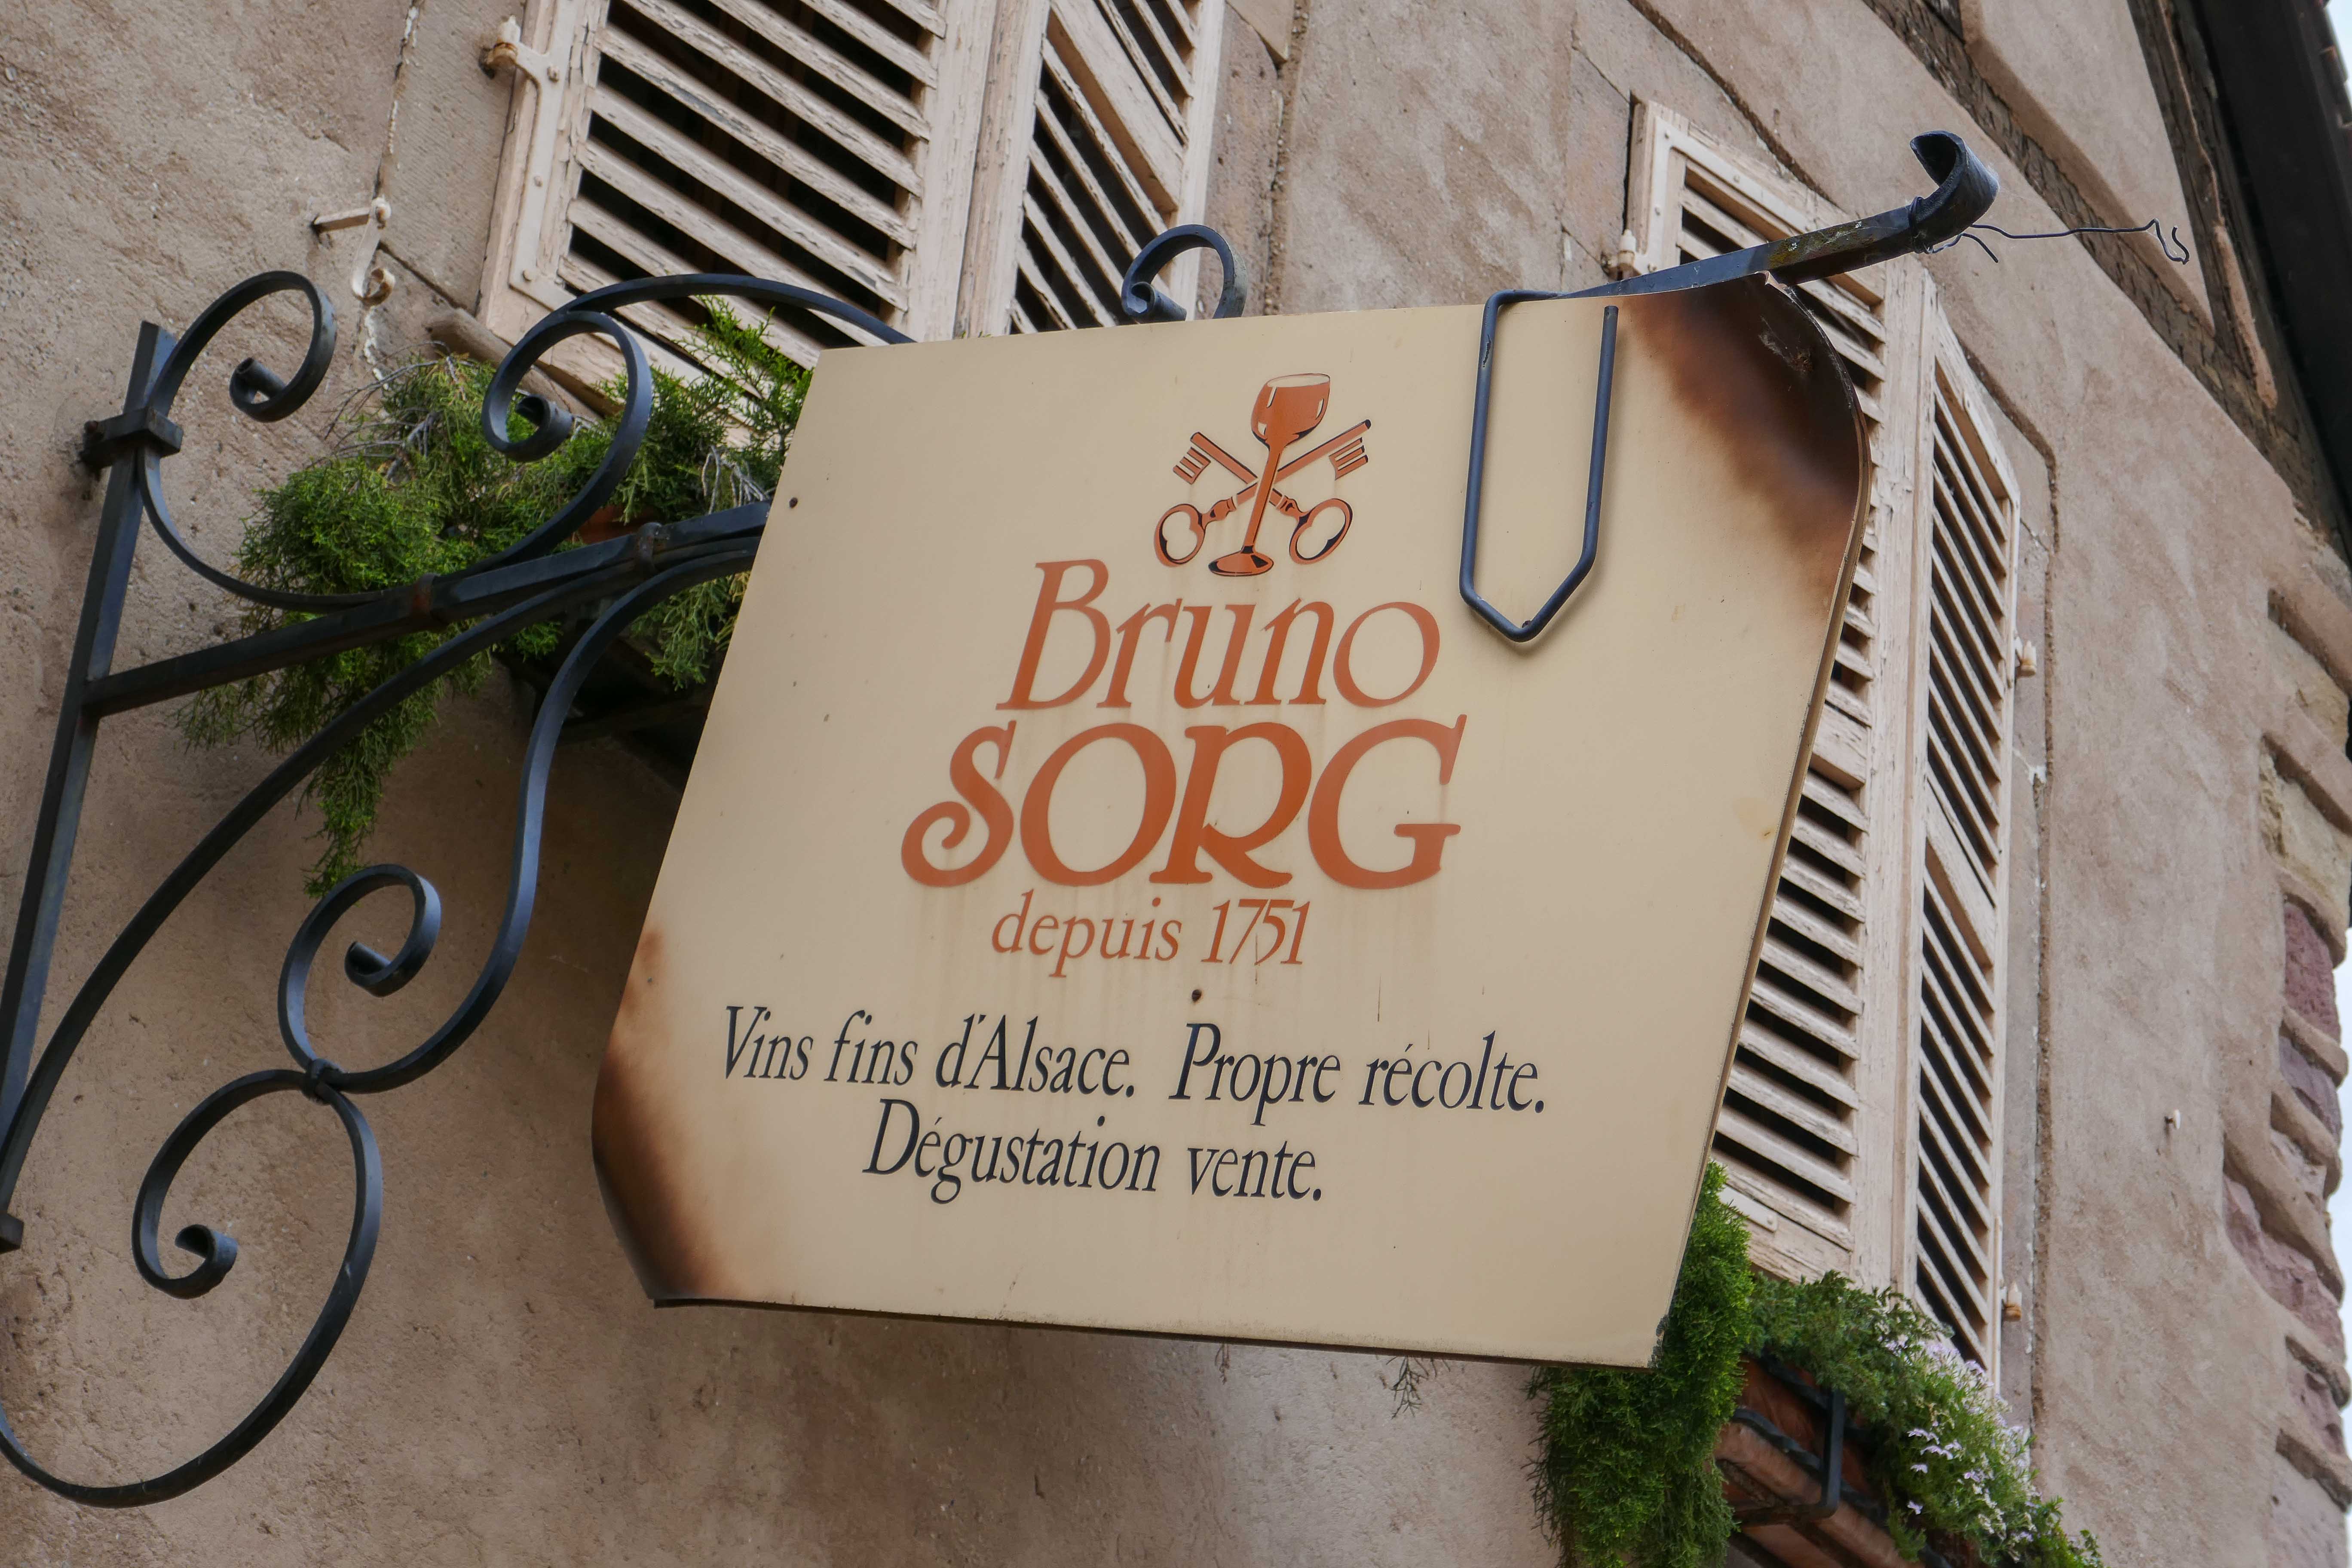 Bruno
SORG
depuis 1751
Vins fins d'Alsace. Propre récolte.
Dégustation vente.